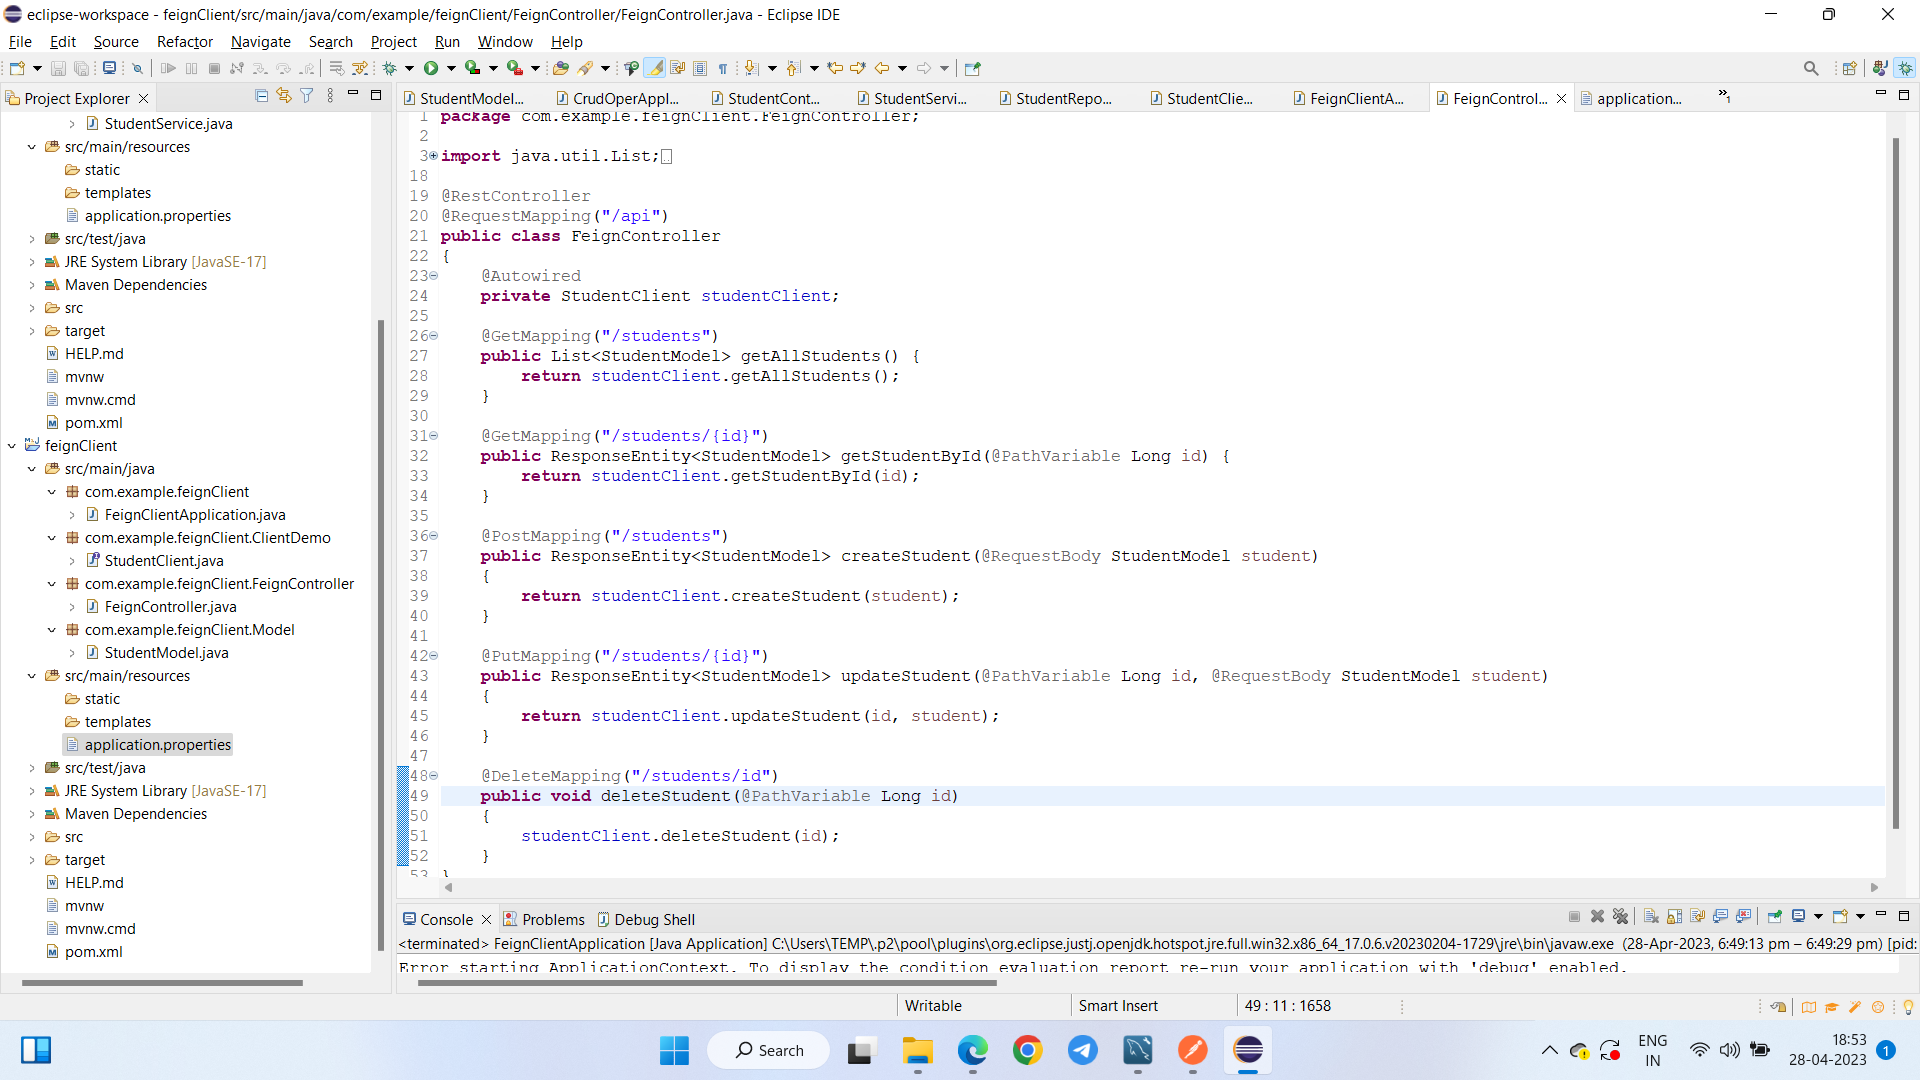 eclipse-workspace - feignClient/src/main/java/com/example/feignClient/FeignController/FeignController.java - Eclipse IDE
File Edit Source Refactor Navigate Search Project Run Window Help
Project Explorer
StudentService.java
src/main/resources
static
templates
application.properties
src/test/java
JRE System Library [JavaSE-17]
Maven Dependencies
src
target
HELP.md
mvnw
mvnw.cmd
pom.xml
feignClient
src/main/java
com.example.feignClient
FeignClientApplication.java
com.example.feignClient.ClientDemo
StudentClient.java
com.example.feignClient.FeignController
FeignController.java
com.example.feignClient.Model
StudentModel.java
src/main/resources
static
templates
application.properties
src/test/java
JRE System Library [JavaSE-17]
Maven Dependencies
src
target
HELP.md
mvnw
mvnw.cmd
pom.xml
StudentModel... CrudOperAppl... StudentCont... StudentServi... StudentRepo... StudentClie... FeignClientA... FeignControl... application... »1
1 package com.example.feignClient.FeignController;
2
3 import java.util.List;
18
19 @RestController
20 @RequestMapping("/api")
21 public class FeignController
22 {
23 @Autowired
24 private StudentClient studentClient;
25
26 @GetMapping("/students")
27 public List<StudentModel> getAllStudents() {
28 return studentClient.getAllStudents();
29 }
30
31 @GetMapping("/students/{id}")
32 public ResponseEntity<StudentModel> getStudentById(@PathVariable Long id) {
33 return studentClient.getStudentById(id);
34 }
35
36 @PostMapping("/students")
37 public ResponseEntity<StudentModel> createStudent(@RequestBody StudentModel student)
38 {
39 return studentClient.createStudent(student);
40 }
41
42 @PutMapping("/students/{id}")
43 public ResponseEntity<StudentModel> updateStudent(@PathVariable Long id, @RequestBody StudentModel student)
44 {
45 return studentClient.updateStudent(id, student);
46 }
47
48 @DeleteMapping("/students/id")
49 public void deleteStudent(@PathVariable Long id)
50 {
51 studentClient.deleteStudent(id);
52 }
53 }
Console Problems Debug Shell
<terminated> FeignClientApplication [Java Application] C:\Users\TEMP\.p2\pool\plugins\org.eclipse.justj.openjdk.hotspot.jre.full.win32.x86_64_17.0.6.v20230204-1729\jre\bin\javaw.exe (28-Apr-2023, 6:49:13 pm – 6:49:29 pm) [pid:
Error starting ApplicationContext. To display the condition evaluation report re-run your application with 'debug' enabled.
Writable Smart Insert 49 : 11 : 1658
Search
ENG
IN
18:53
28-04-2023
1